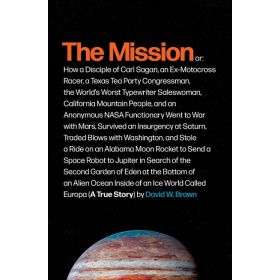 The Mission or:
How a Disciple of Carl Sagan, an Ex-Motocross
Racer, a Texas Tea Party Congressman,
the World's Worst Typewriter Saleswoman,
California Mountain People, and an
Anonymous NASA Functionary Went to War
with Mars, Survived an Insurgency at Saturn,
Traded Blows with Washington, and Stole
a Ride on an Alabama Moon Rocket to Send a
Space Robot to Jupiter in Search of the
Second Garden of Eden at the Bottom of
an Alien Ocean Inside of an Ice World Called
Europa (A True Story) by David W. Brown